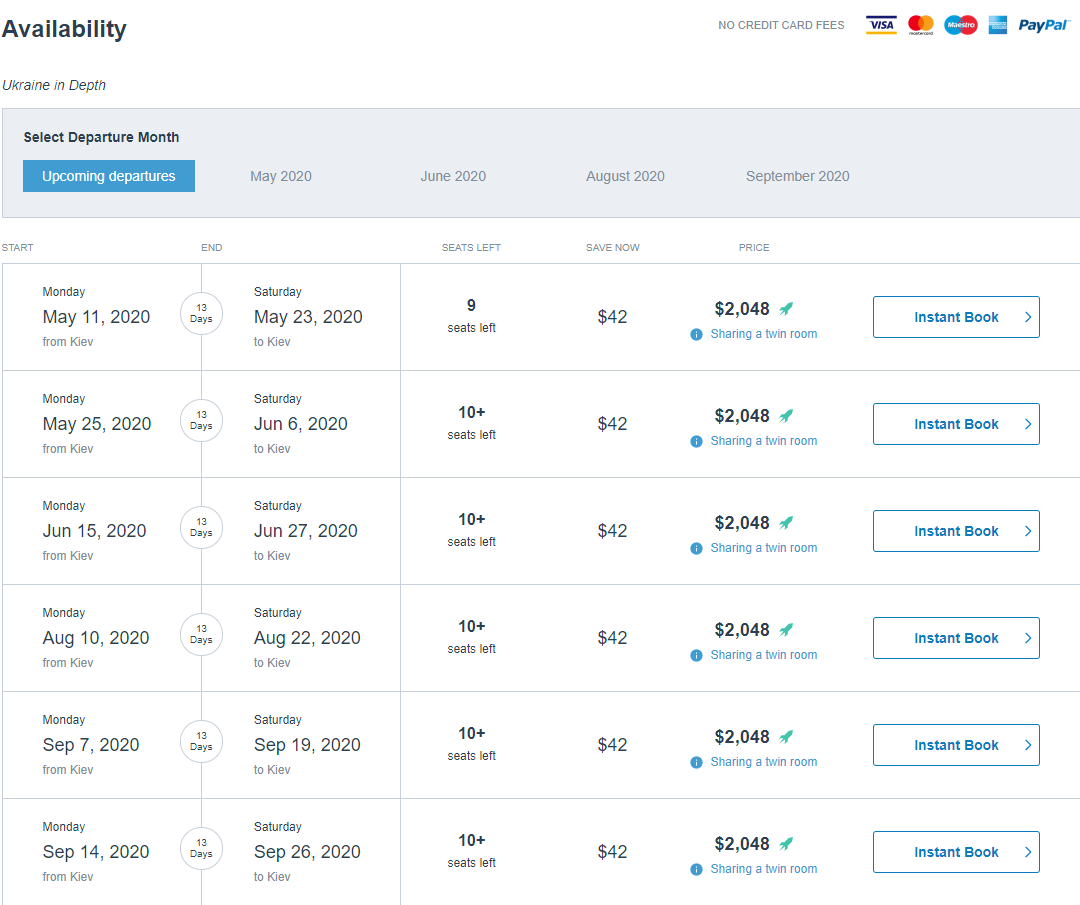 Availability
NO CREDIT CARD FEES VISA mastercard Maestro PayPal
Ukraine in Depth
Select Departure Month
Upcoming departures May 2020 June 2020 August 2020 September 2020
START END SEATS LEFT SAVE NOW PRICE
Monday
May 11, 2020
from Kiev
13
Days
Saturday
May 23, 2020
to Kiev
9
seats left
$42
$2,048
Sharing a twin room
Instant Book
Monday
May 25, 2020
from Kiev
13
Days
Saturday
Jun 6, 2020
to Kiev
10+
seats left
$42
$2,048
Sharing a twin room
Instant Book
Monday
Jun 15, 2020
from Kiev
13
Days
Saturday
Jun 27, 2020
to Kiev
10+
seats left
$42
$2,048
Sharing a twin room
Instant Book
Monday
Aug 10, 2020
from Kiev
13
Days
Saturday
Aug 22, 2020
to Kiev
10+
seats left
$42
$2,048
Sharing a twin room
Instant Book
Monday
Sep 7, 2020
from Kiev
13
Days
Saturday
Sep 19, 2020
to Kiev
10+
seats left
$42
$2,048
Sharing a twin room
Instant Book
Monday
Sep 14, 2020
from Kiev
13
Days
Saturday
Sep 26, 2020
to Kiev
10+
seats left
$42
$2,048
Sharing a twin room
Instant Book